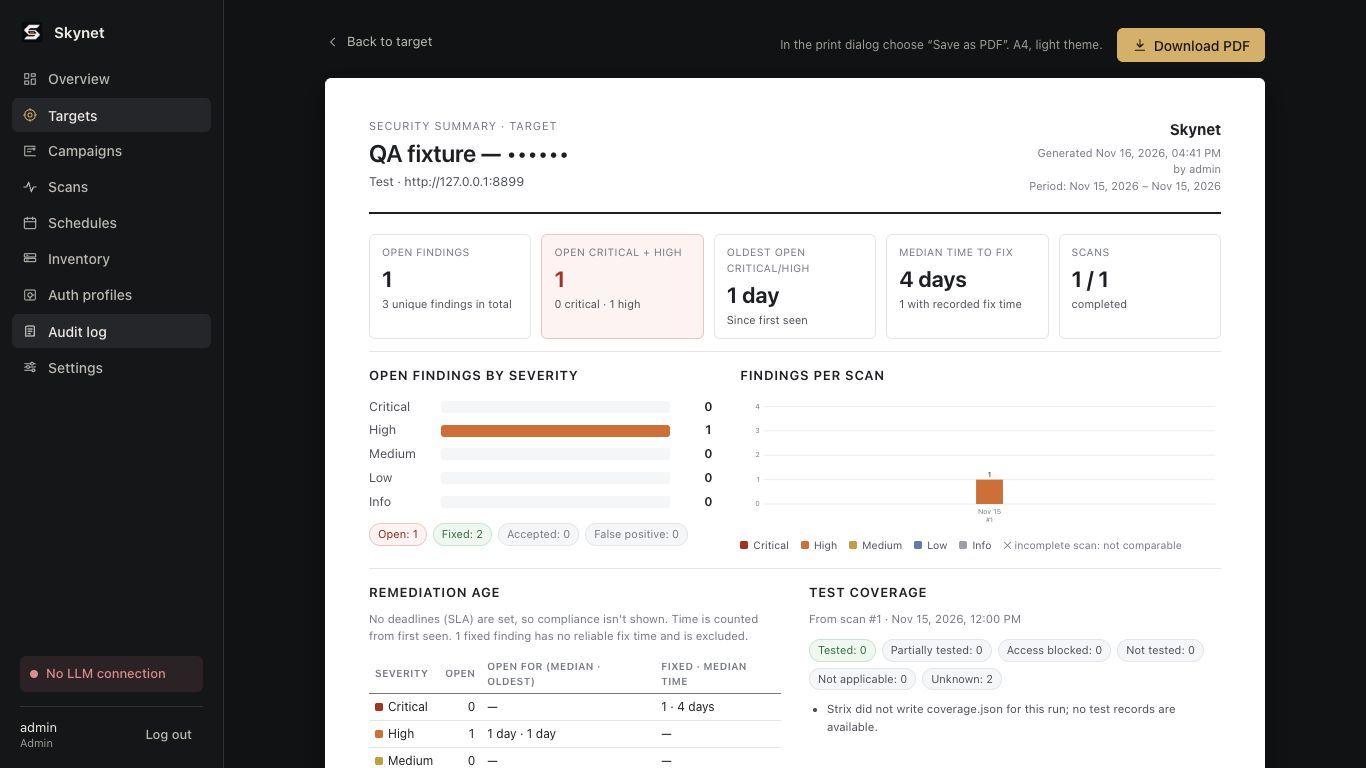 Skynet
Overview
Targets
Campaigns
Scans
Schedules
Inventory
Auth profiles
Audit log
Settings
No LLM connection
admin
Admin
Log out
Back to target
In the print dialog choose “Save as PDF”. A4, light theme.
Download PDF
SECURITY SUMMARY · TARGET
QA fixture — ••••••
Test · http://127.0.0.1:8899
Skynet
Generated Nov 16, 2026, 04:41 PM
by admin
Period: Nov 15, 2026 – Nov 15, 2026
OPEN FINDINGS
1
3 unique findings in total
OPEN CRITICAL + HIGH
1
0 critical · 1 high
OLDEST OPEN
CRITICAL/HIGH
1 day
Since first seen
MEDIAN TIME TO FIX
4 days
1 with recorded fix time
SCANS
1 / 1
completed
OPEN FINDINGS BY SEVERITY
Critical 0
High 1
Medium 0
Low 0
Info 0
Open: 1 Fixed: 2 Accepted: 0 False positive: 0
FINDINGS PER SCAN
4
3
2
1
0
1
Nov 15
#1
Critical High Medium Low Info × incomplete scan: not comparable
REMEDIATION AGE
No deadlines (SLA) are set, so compliance isn't shown. Time is counted
from first seen. 1 fixed finding has no reliable fix time and is excluded.
SEVERITY OPEN OPEN FOR (MEDIAN · OLDEST) FIXED · MEDIAN TIME
Critical 0 — 1 · 4 days
High 1 1 day · 1 day —
Medium 0 — —
TEST COVERAGE
From scan #1 · Nov 15, 2026, 12:00 PM
Tested: 0 Partially tested: 0 Access blocked: 0 Not tested: 0
Not applicable: 0 Unknown: 2
• Strix did not write coverage.json for this run; no test records are
available.